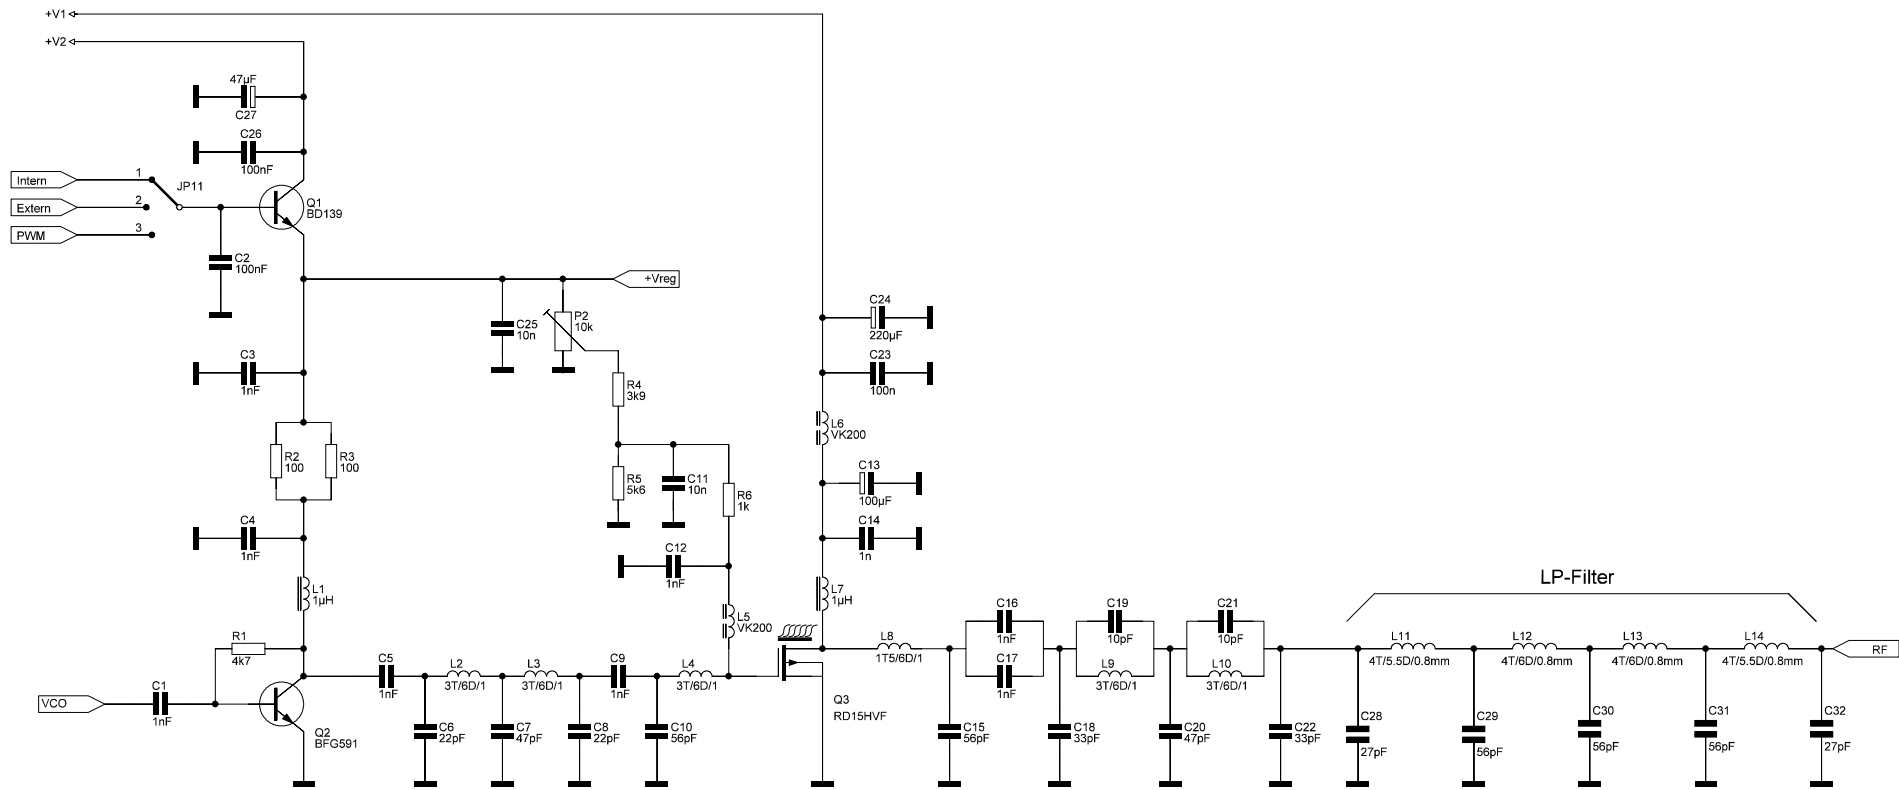 +V1
+V2
47µF
C27
C26
100nF
Intern
1
JP11
Extern
2
PWM
3
Q1
BD139
C2
100nF
+Vreg
C25
10n
P2
10k
C24
220µF
C3
1nF
C23
100n
R4
3k9
L6
VK200
R2
100
R3
100
R5
5k6
C11
10n
R6
1k
C13
100µF
C4
1nF
C14
1n
C12
1nF
L1
1µH
L7
1µH
L5
VK200
LP-Filter
R1
4k7
C5
1nF
L2
3T/6D/1
L3
3T/6D/1
C9
1nF
L4
3T/6D/1
L8
1T5/6D/1
C16
1nF
C17
1nF
C19
10pF
L9
3T/6D/1
C21
10pF
L10
3T/6D/1
L11
4T/5.5D/0.8mm
L12
4T/6D/0.8mm
L13
4T/6D/0.8mm
L14
4T/5.5D/0.8mm
RF
VCO
C1
1nF
Q2
BFG591
C6
22pF
C7
47pF
C8
22pF
C10
56pF
Q3
RD15HVF
C15
56pF
C18
33pF
C20
47pF
C22
33pF
C28
27pF
C29
56pF
C30
56pF
C31
56pF
C32
27pF